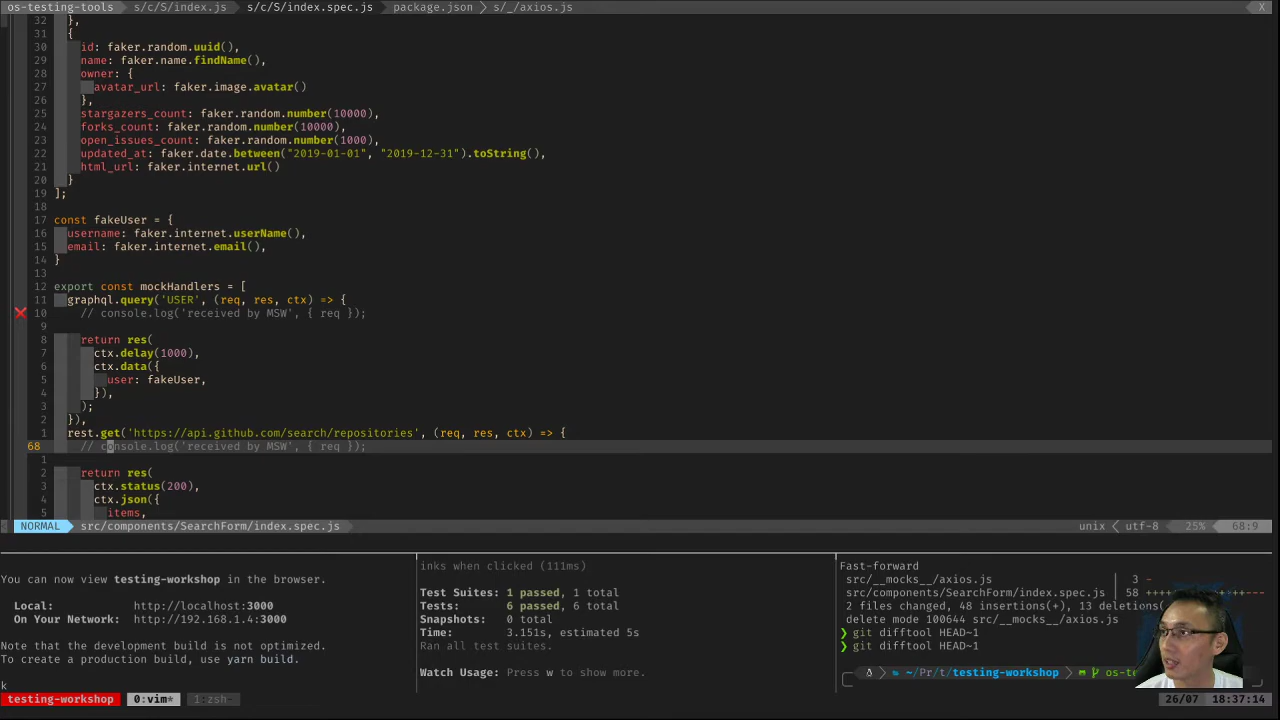 os-testing-tools s/c/S/index.js s/c/S/index.spec.js package.json s/_/axios.js X
32 },
31 {
30 id: faker.random.uuid(),
29 name: faker.name.findName(),
28 owner: {
27 avatar_url: faker.image.avatar()
26 },
25 stargazers_count: faker.random.number(10000),
24 forks_count: faker.random.number(10000),
23 open_issues_count: faker.random.number(1000),
22 updated_at: faker.date.between("2019-01-01", "2019-12-31").toString(),
21 html_url: faker.internet.url()
20 }
19 ];
18
17 const fakeUser = {
16 username: faker.internet.userName(),
15 email: faker.internet.email(),
14 }
13
12 export const mockHandlers = [
11 graphql.query('USER', (req, res, ctx) => {
10 // console.log('received by MSW', { req });
9
8 return res(
7 ctx.delay(1000),
6 ctx.data({
5 user: fakeUser,
4 }),
3 );
2 }),
1 rest.get('https://api.github.com/search/repositories', (req, res, ctx) => {
68 // console.log('received by MSW', { req });
1
2 return res(
3 ctx.status(200),
4 ctx.json({
5 items,
NORMAL src/components/SearchForm/index.spec.js unix utf-8 25% 68:9
You can now view testing-workshop in the browser.
Local: http://localhost:3000
On Your Network: http://192.168.1.4:3000
Note that the development build is not optimized.
To create a production build, use yarn build.
k
inks when clicked (111ms)
Test Suites: 1 passed, 1 total
Tests: 6 passed, 6 total
Snapshots: 0 total
Time: 3.151s, estimated 5s
Ran all test suites.
Watch Usage: Press w to show more.
Fast-forward
src/__mocks__/axios.js | 3 -
src/components/SearchForm/index.spec.js | 58 +++
2 files changed, 48 insertions(+), 13 deletions(
delete mode 100644 src/__mocks__/axios.js
❯ git difftool HEAD~1
❯ git difftool HEAD~1
~/Pr/t/testing-workshop os-te
testing-workshop 0:vim* 1:zsh- 26/07 18:37:14